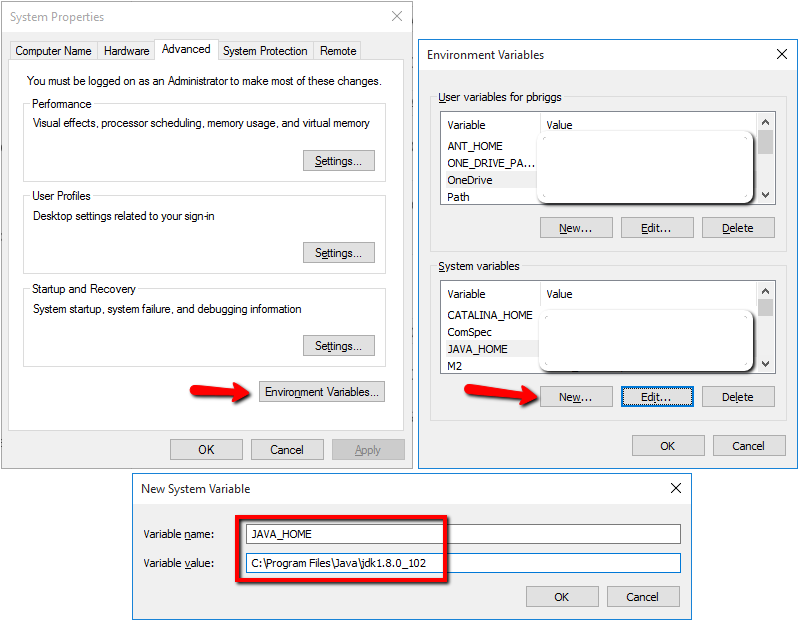 System Properties
Computer Name Hardware Advanced System Protection Remote
You must be logged on as an Administrator to make most of these changes.
Performance
Visual effects, processor scheduling, memory usage, and virtual memory
Settings...
User Profiles
Desktop settings related to your sign-in
Settings...
Startup and Recovery
System startup, system failure, and debugging information
Settings...
Environment Variables...
OK Cancel Apply
Environment Variables
User variables for pbriggs
Variable Value
ANT_HOME
ONE_DRIVE_PA...
OneDrive
Path
New... Edit... Delete
System variables
Variable Value
CATALINA_HOME
ComSpec
JAVA_HOME
M2
New... Edit... Delete
OK Cancel
New System Variable
Variable name: JAVA_HOME
Variable value: C:\Program Files\Java\jdk1.8.0_102
OK Cancel